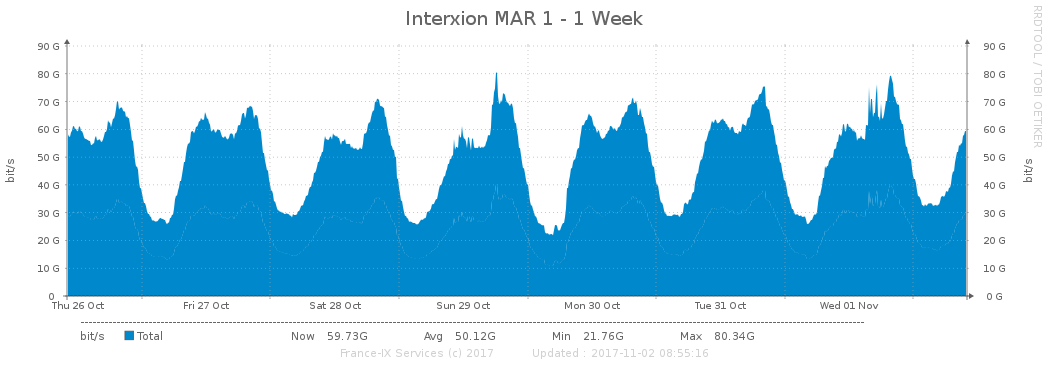 Interxion MAR 1 - 1 Week
RRDTOOL / TOBI OETIKER
bit/s
90 G
80 G
70 G
60 G
50 G
40 G
30 G
20 G
10 G
0
90 G
80 G
70 G
60 G
50 G
40 G
30 G
20 G
10 G
0 G
bit/s
Thu 26 Oct Fri 27 Oct Sat 28 Oct Sun 29 Oct Mon 30 Oct Tue 31 Oct Wed 01 Nov
bit/s Total Now 59.73G Avg 50.12G Min 21.76G Max 80.34G
France-IX Services (c) 2017 Updated : 2017-11-02 08:55:16